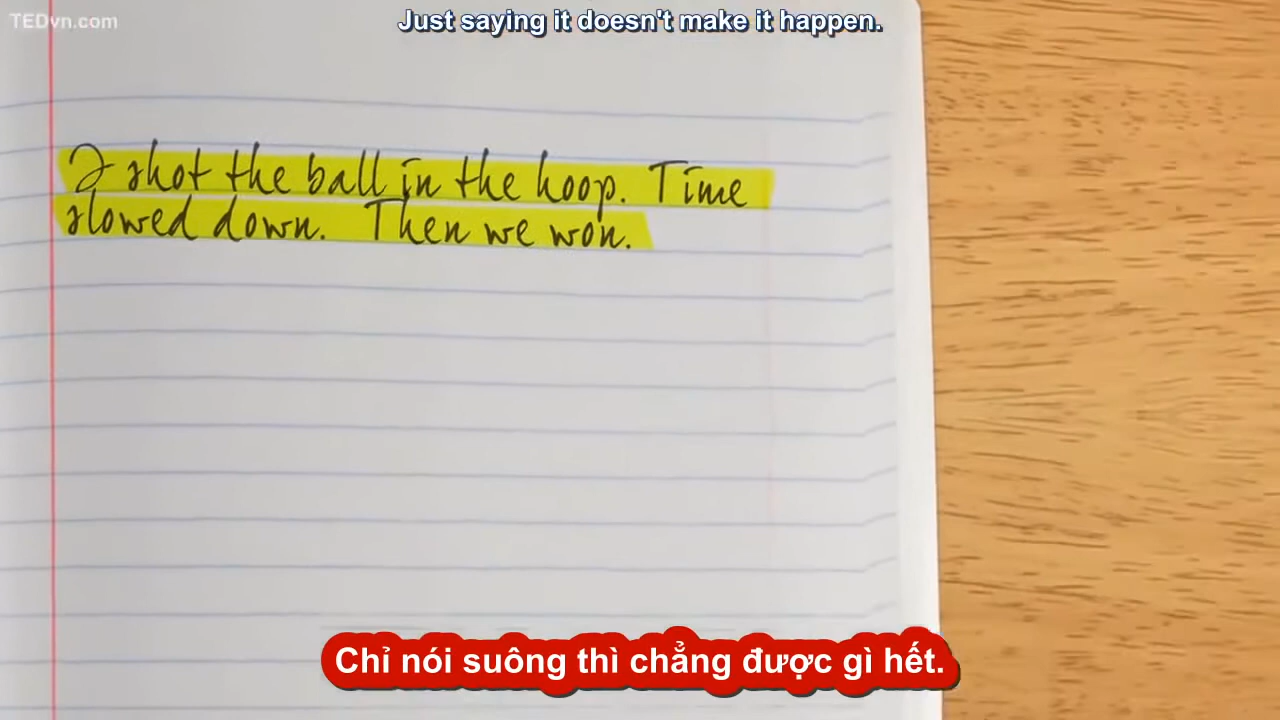 TEDvn.com
Just saying it doesn't make it happen.
I shot the ball in the hoop. Time
slowed down. Then we won.
Chỉ nói suông thì chẳng được gì hết.